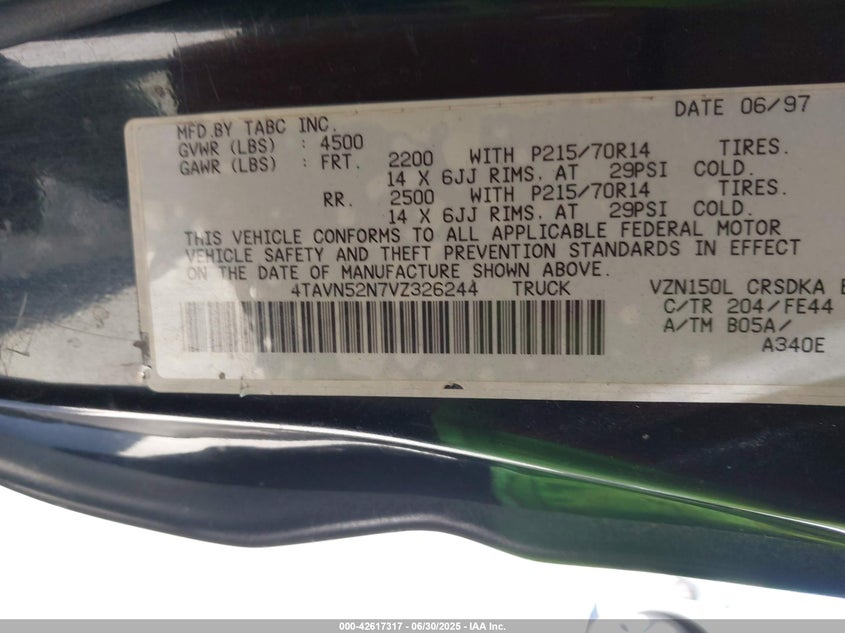 DATE 06/97
MFD.BY TABC INC.
GVWR (LBS) : 4500
GAWR (LBS) : FRT. 2200 WITH P215/70R14 TIRES.
14 X 6JJ RIMS, AT 29PSI COLD.
RR. 2500 WITH P215/70R14 TIRES.
14 X 6JJ RIMS, AT 29PSI COLD.
THIS VEHICLE CONFORMS TO ALL APPLICABLE FEDERAL MOTOR
VEHICLE SAFETY AND THEFT PREVENTION STANDARDS IN EFFECT
ON THE DATE OF MANUFACTURE SHOWN ABOVE.
4TAVN52N7VZ326244 TRUCK VZN150L CRSDKA
C/TR 204/FE44
A/TM B05A/
A340E
000-42617317 - 06/30/2025 - IAA Inc.